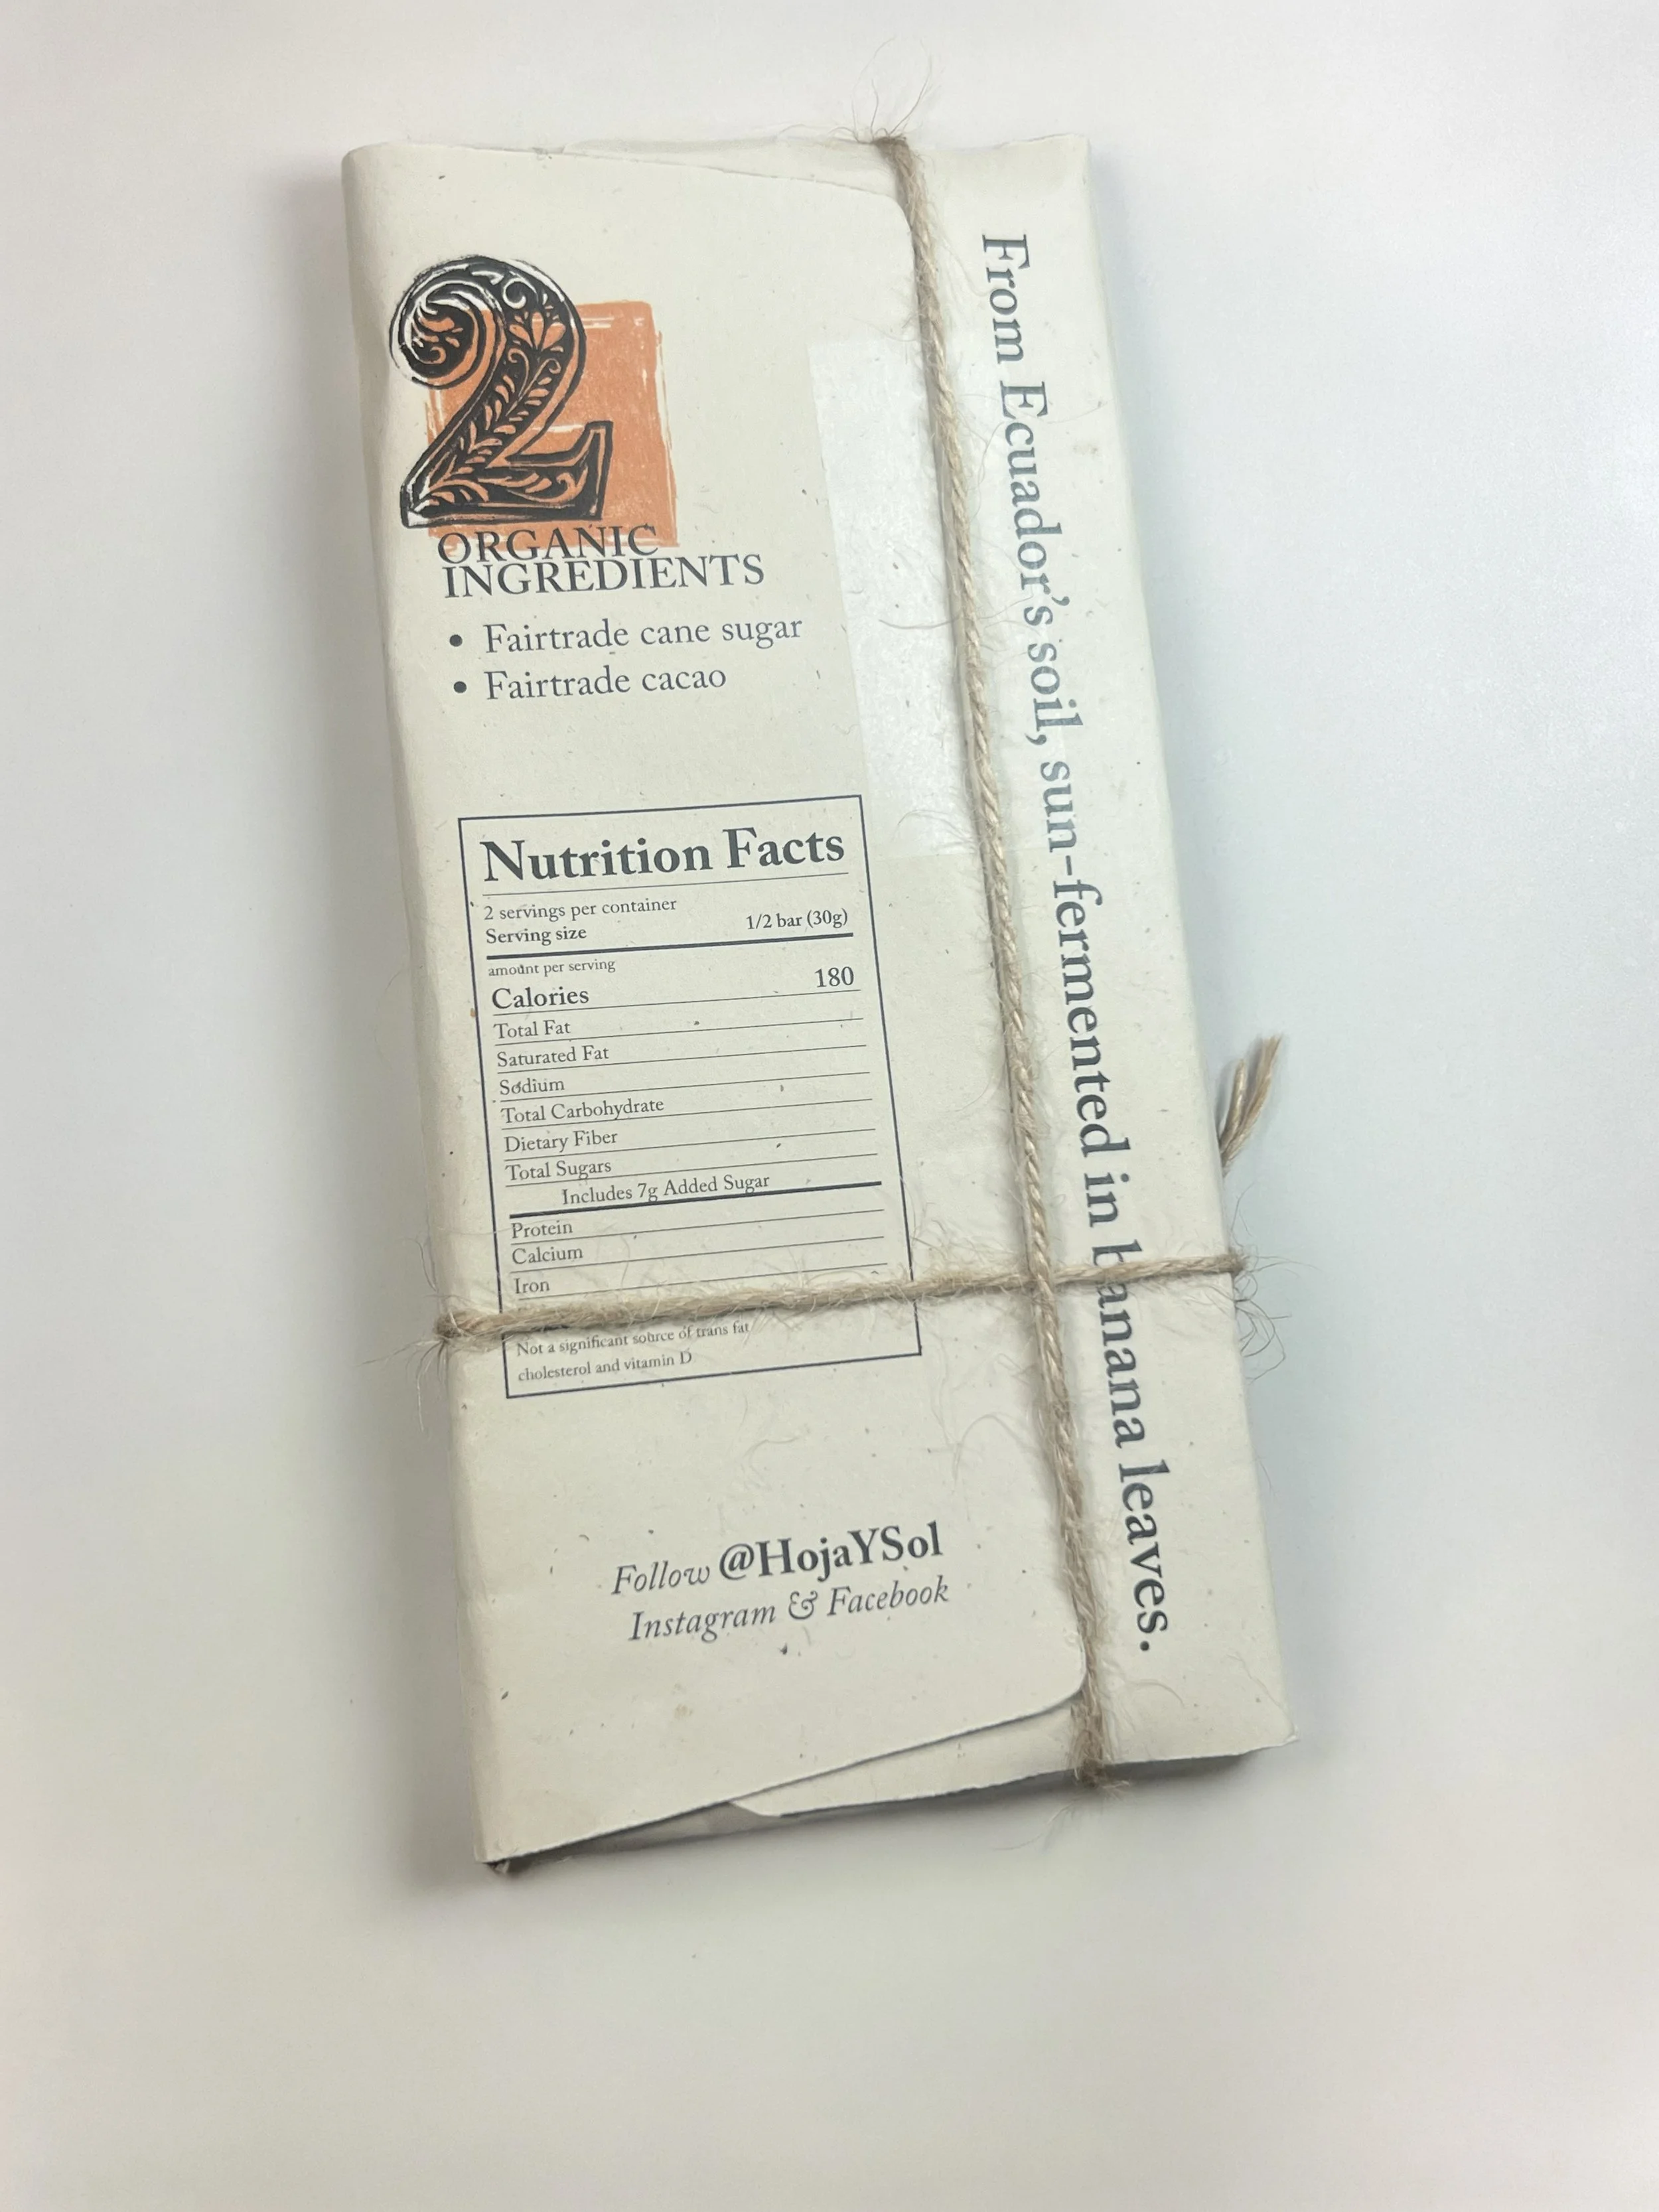 2
ORGANIC
INGREDIENTS
• Fairtrade cane sugar
• Fairtrade cacao
Nutrition Facts
2 servings per container
Serving size 1/2 bar (30g)
amount per serving
Calories 180
Total Fat
Saturated Fat
Sodium
Total Carbohydrate
Dietary Fiber
Total Sugars
Includes 7g Added Sugar
Protein
Calcium
Iron
Not a significant source of trans fat
cholesterol and vitamin D
Follow @HojaYSol
Instagram & Facebook
From Ecuador's soil, sun-fermented in banana leaves.